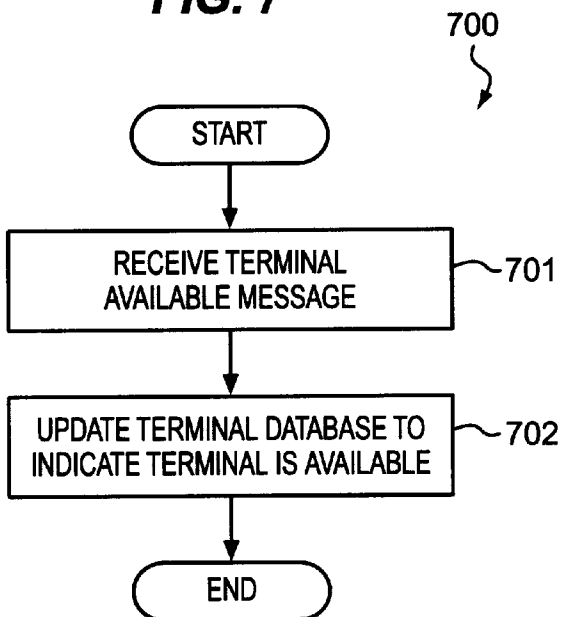 FIG. 7
700
START
RECEIVE TERMINAL
AVAILABLE MESSAGE
701
UPDATE TERMINAL DATABASE TO
INDICATE TERMINAL IS AVAILABLE
702
END